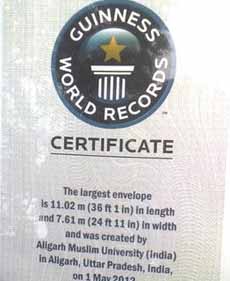 GUINNESS
WORLD RECORDS
™
CERTIFICATE
The largest envelope
is 11.02 m (36 ft 1 in) in length
and 7.61 m (24 ft 11 in) in width
and was created by
Aligarh Muslim University (India)
in Aligarh, Uttar Pradesh, India,
on 1 May